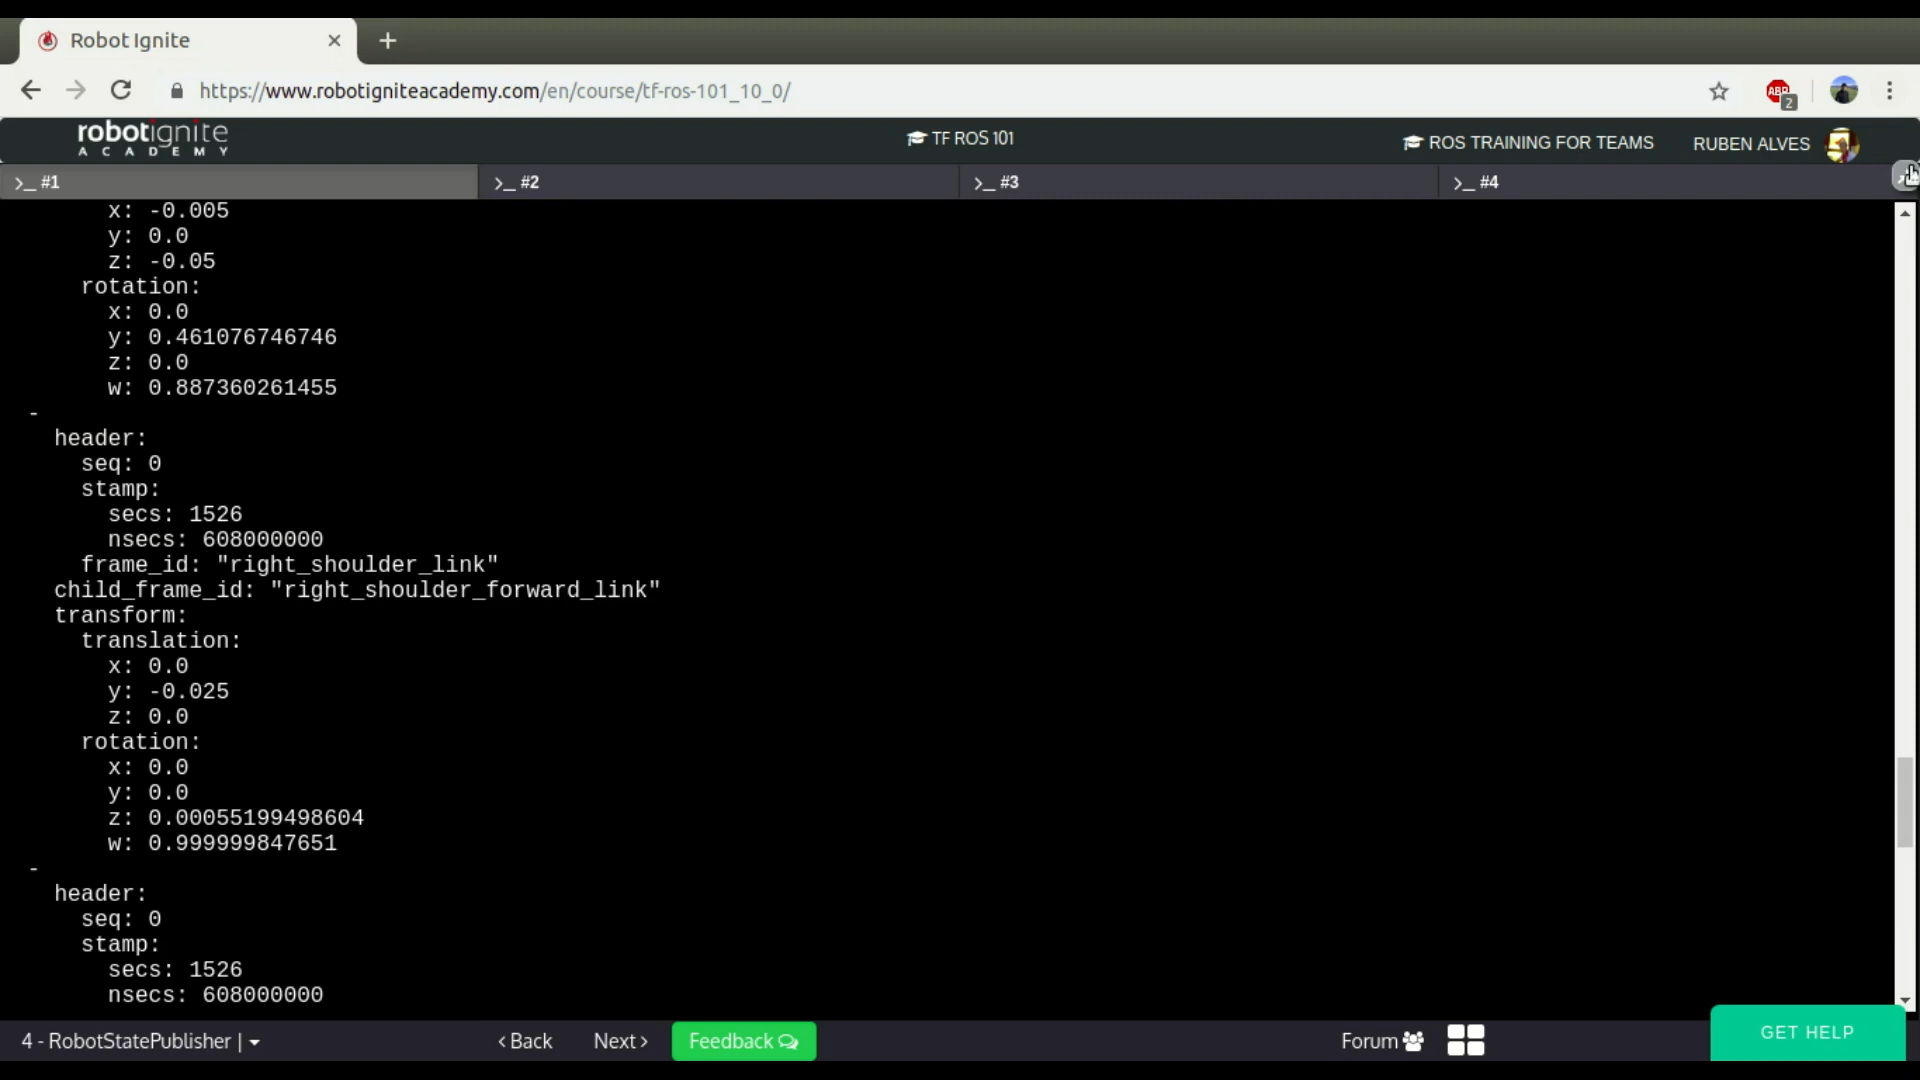 Robot Ignite
https://www.robotigniteacademy.com/en/course/tf-ros-101_10_0/
ABP
2
robotignite
ACADEMY
TF ROS 101
ROS TRAINING FOR TEAMS
RUBEN ALVES
>_ #1
>_ #2
>_ #3
>_ #4
x: -0.005
y: 0.0
z: -0.05
rotation:
x: 0.0
y: 0.461076746746
z: 0.0
w: 0.887360261455
-
header:
seq: 0
stamp:
secs: 1526
nsecs: 608000000
frame_id: "right_shoulder_link"
child_frame_id: "right_shoulder_forward_link"
transform:
translation:
x: 0.0
y: -0.025
z: 0.0
rotation:
x: 0.0
y: 0.0
z: 0.00055199498604
w: 0.999999847651
-
header:
seq: 0
stamp:
secs: 1526
nsecs: 608000000
4 - RobotStatePublisher |
‹ Back
Next ›
Feedback
Forum
GET HELP